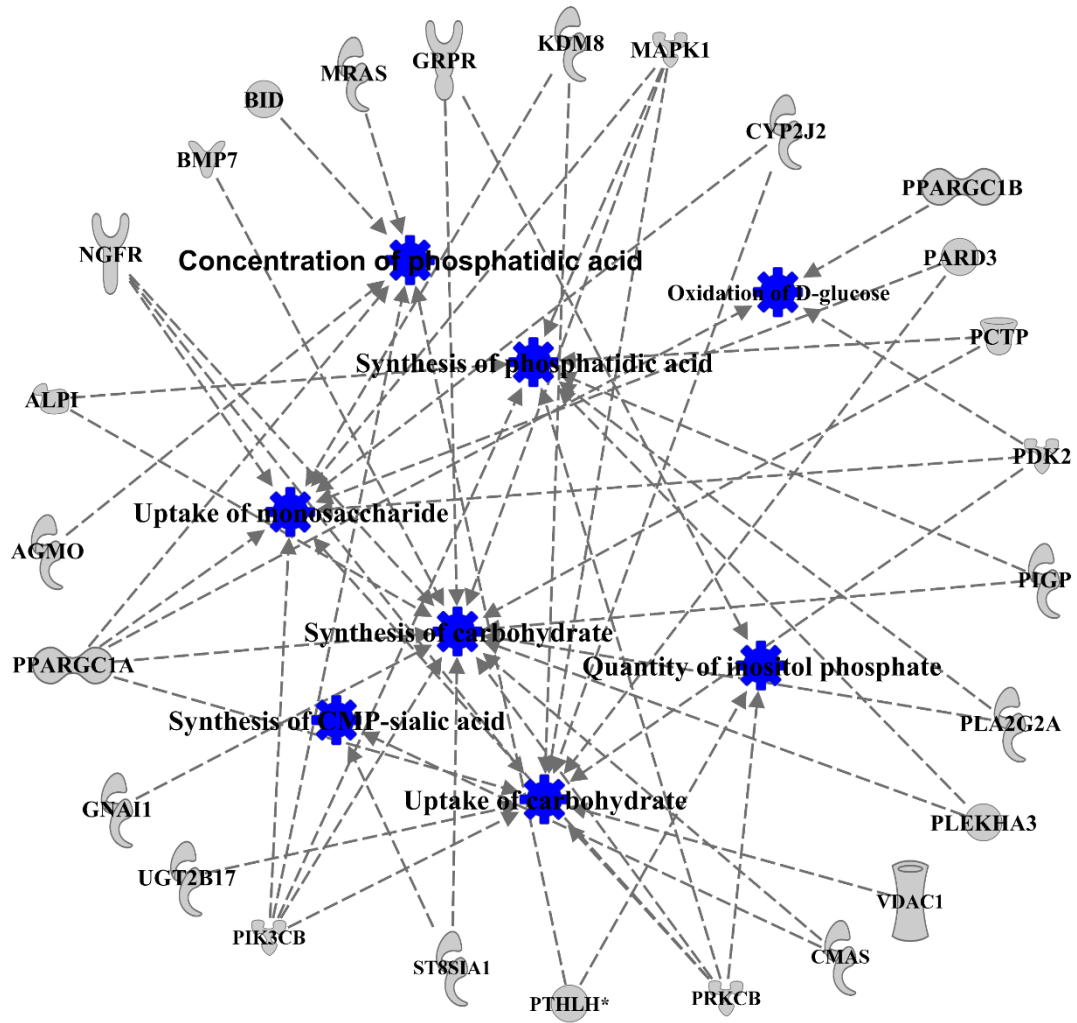 KDM8
MAPK1
GRPR
MRAS
BID
CYP2J2
BMP7
PPARGC1B
NGFR
PARD3
Concentration of phosphatidic acid
Oxidation of D-glucose
PCTP
Synthesis of phosphatidic acid
ALPI
PDK2
Uptake of monosaccharide
AGMO
PIGP
Synthesis of carbohydrate
PPARGC1A
Quantity of inositol phosphate
Synthesis of CMP-sialic acid
PLA2G2A
Uptake of carbohydrate
GNAI1
PLEKHA3
UGT2B17
VDAC1
PIK3CB
CMAS
ST8SIA1
PRKCB
PTHLH*